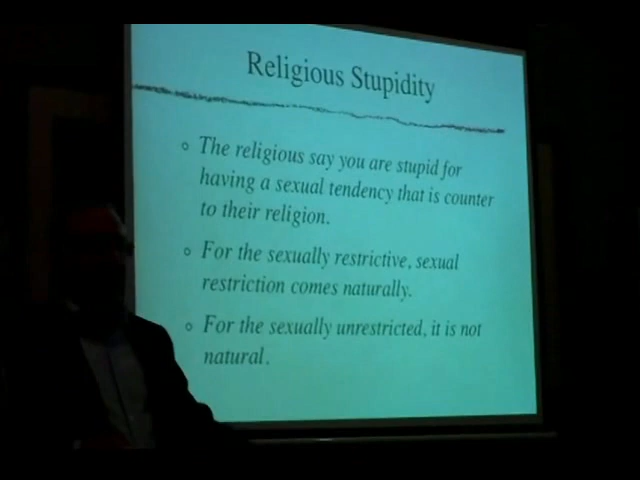 Religious Stupidity
The religious say you are stupid for
having a sexual tendency that is counter
to their religion.
For the sexually restrictive, sexual
restriction comes naturally.
For the sexually unrestricted, it is not
natural.